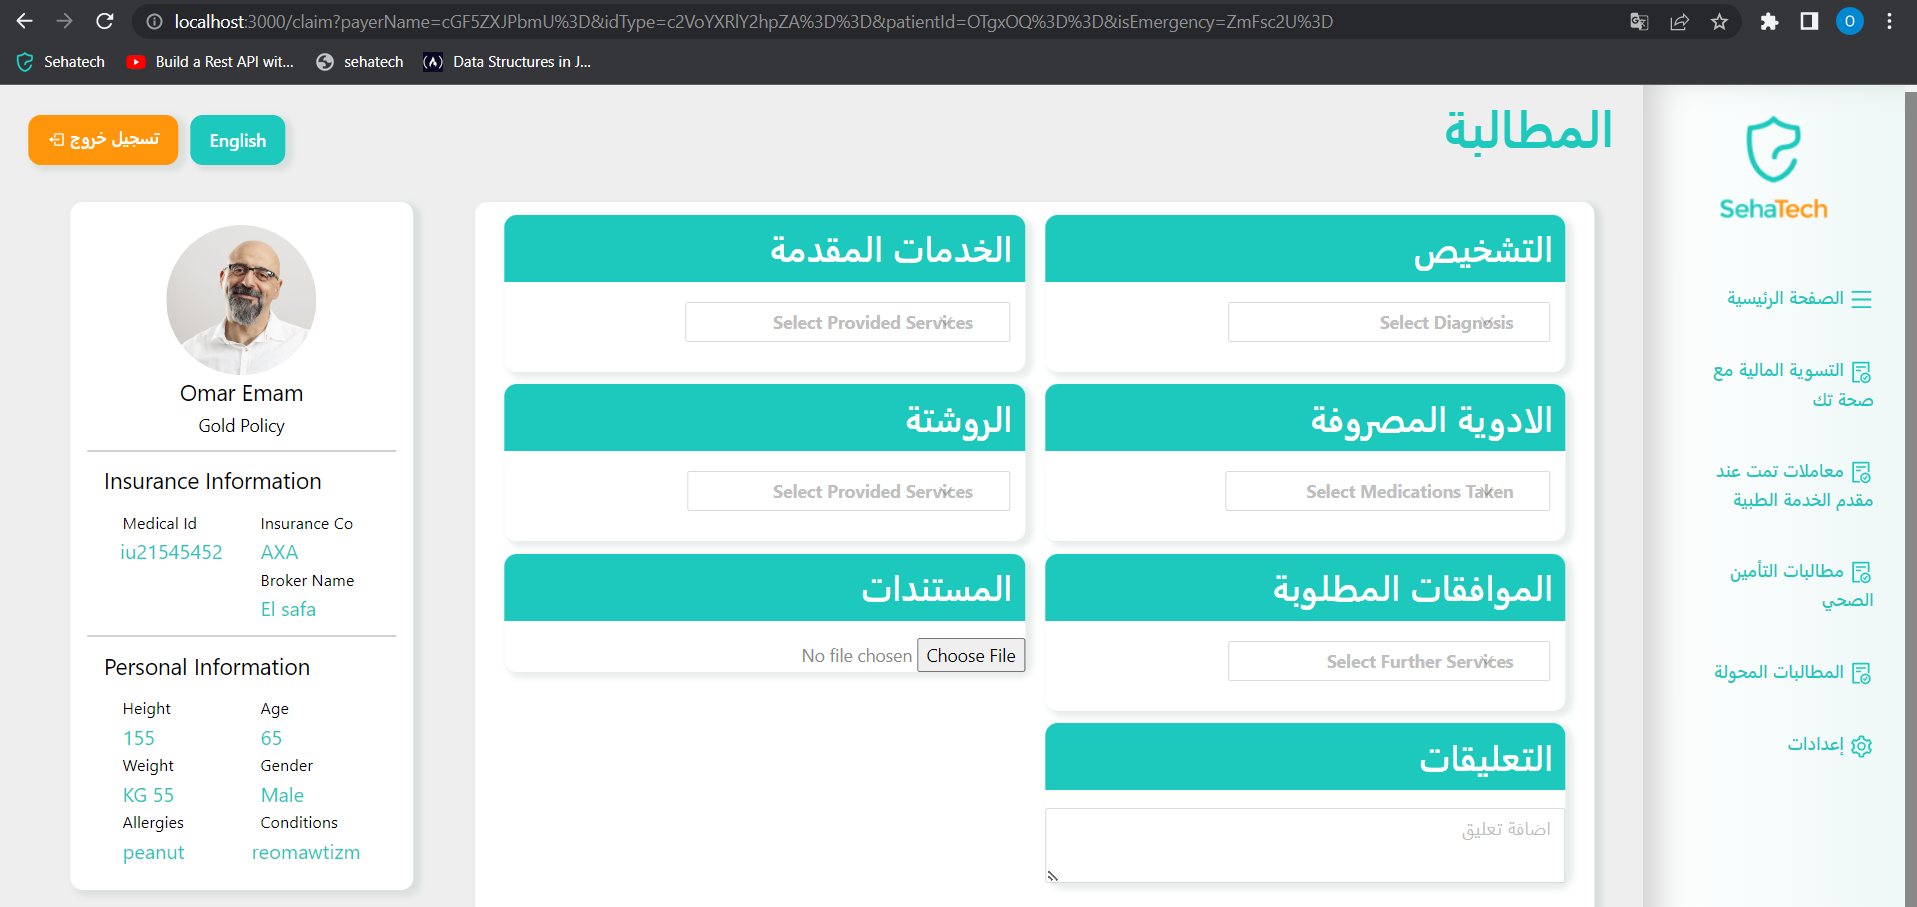 localhost:3000/claim?payerName=cGF5ZXJPbmU%3D&idType=c2VoYXRlY2hpZA%3D%3D&patientId=OTgxOQ%3D%3D&isEmergency=ZmFsc2U%3D
O
Sehatech
Build a Rest API wit...
sehatech
Data Structures in J...
تسجيل خروج
English
المطالبة
SehaTech
الصفحة الرئيسية
التسوية المالية مع
صحة تك
معاملات تمت عند
مقدم الخدمة الطبية
مطالبات التأمين
الصحي
المطالبات المحولة
إعدادات
التشخيص
Select Diagnosis
الخدمات المقدمة
Select Provided Services
الادوية المصروفة
Select Medications Taken
الروشتة
Select Provided Services
الموافقات المطلوبة
Select Further Services
المستندات
Choose File
No file chosen
التعليقات
اضافة تعليق
Omar Emam
Gold Policy
Insurance Information
Medical Id
Insurance Co
iu21545452
AXA
Broker Name
El safa
Personal Information
Height
Age
155
65
Weight
Gender
KG 55
Male
Allergies
Conditions
peanut
reomawtizm